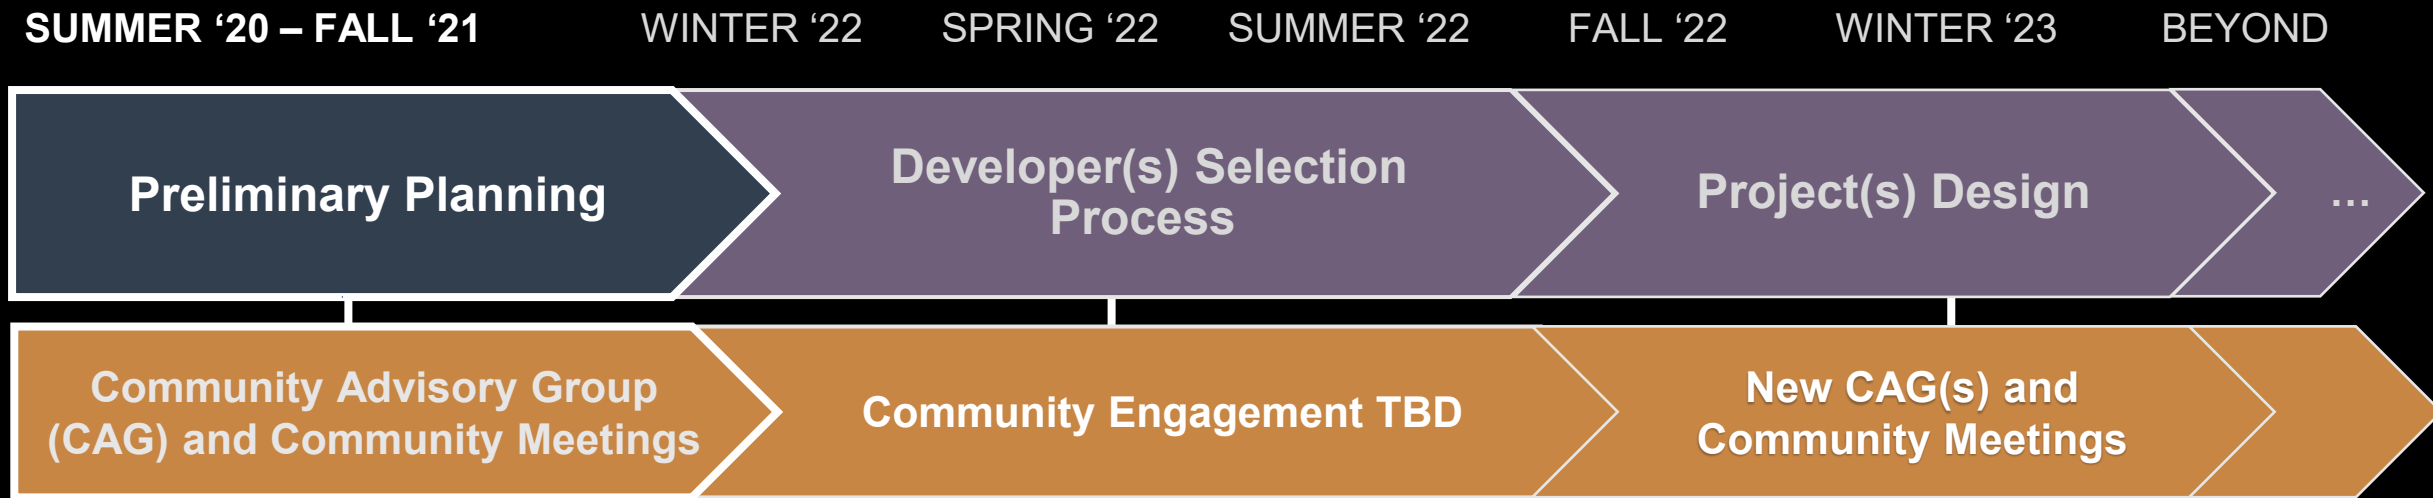 SUMMER ‘20 – FALL ‘21 WINTER ‘22 SPRING ‘22 SUMMER ‘22 FALL ‘22 WINTER ‘23 BEYOND
Preliminary Planning
Developer(s) Selection
Process
Project(s) Design
...
Community Advisory Group
(CAG) and Community Meetings
Community Engagement TBD
New CAG(s) and
Community Meetings